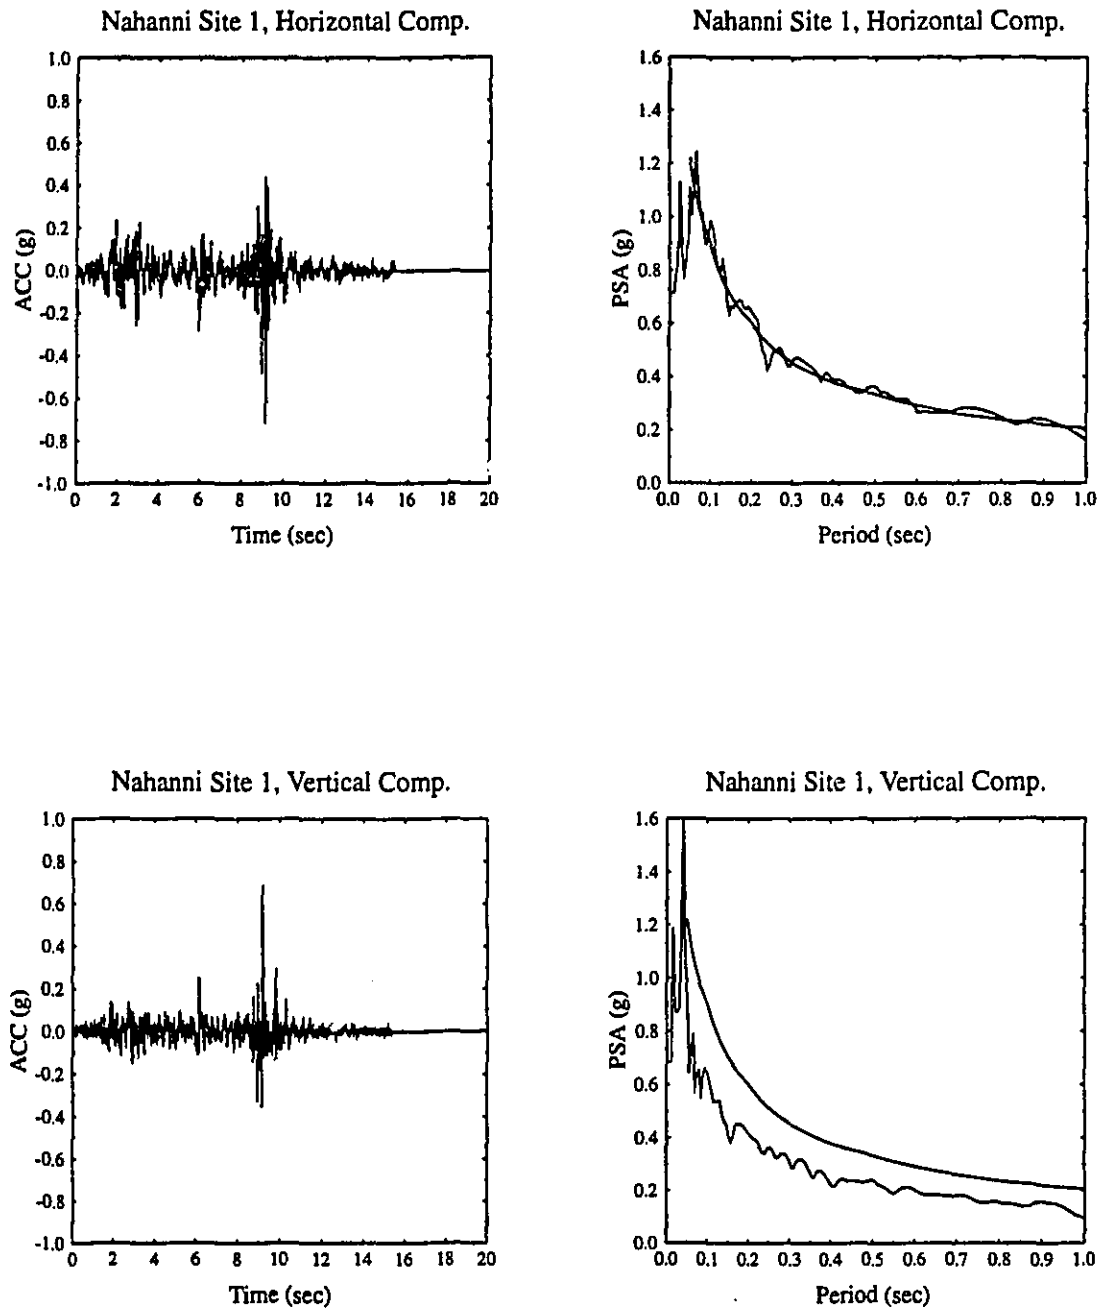 Nahanni Site 1, Horizontal Comp.
1.0
0.8
0.6
0.4
0.2
0.0
-0.2
-0.4
-0.6
-0.8
-1.0
ACC (g)
0 2 4 6 8 10 12 14 16 18 20
Time (sec)
Nahanni Site 1, Horizontal Comp.
1.6
1.4
1.2
1.0
0.8
0.6
0.4
0.2
0.0
PSA (g)
0.0 0.1 0.2 0.3 0.4 0.5 0.6 0.7 0.8 0.9 1.0
Period (sec)
Nahanni Site 1, Vertical Comp.
1.0
0.8
0.6
0.4
0.2
0.0
-0.2
-0.4
-0.6
-0.8
-1.0
ACC (g)
0 2 4 6 8 10 12 14 16 18 20
Time (sec)
Nahanni Site 1, Vertical Comp.
1.6
1.4
1.2
1.0
0.8
0.6
0.4
0.2
0.0
PSA (g)
0.0 0.1 0.2 0.3 0.4 0.5 0.6 0.7 0.8 0.9 1.0
Period (sec)